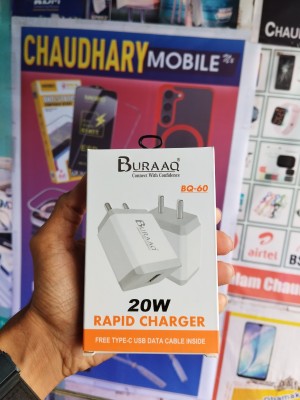 CHAUDHARY MOBILE
BURAAQ
Connect With Confidence
BQ-60
BURAAQ
20W
RAPID CHARGER
FREE TYPE-C USB DATA CABLE INSIDE
airtel